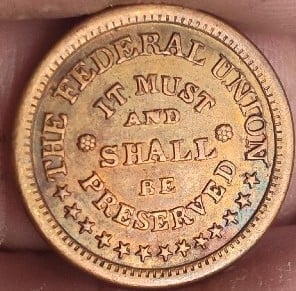 THE FEDERAL UNION
IT MUST
AND
SHALL
BE
PRESERVED